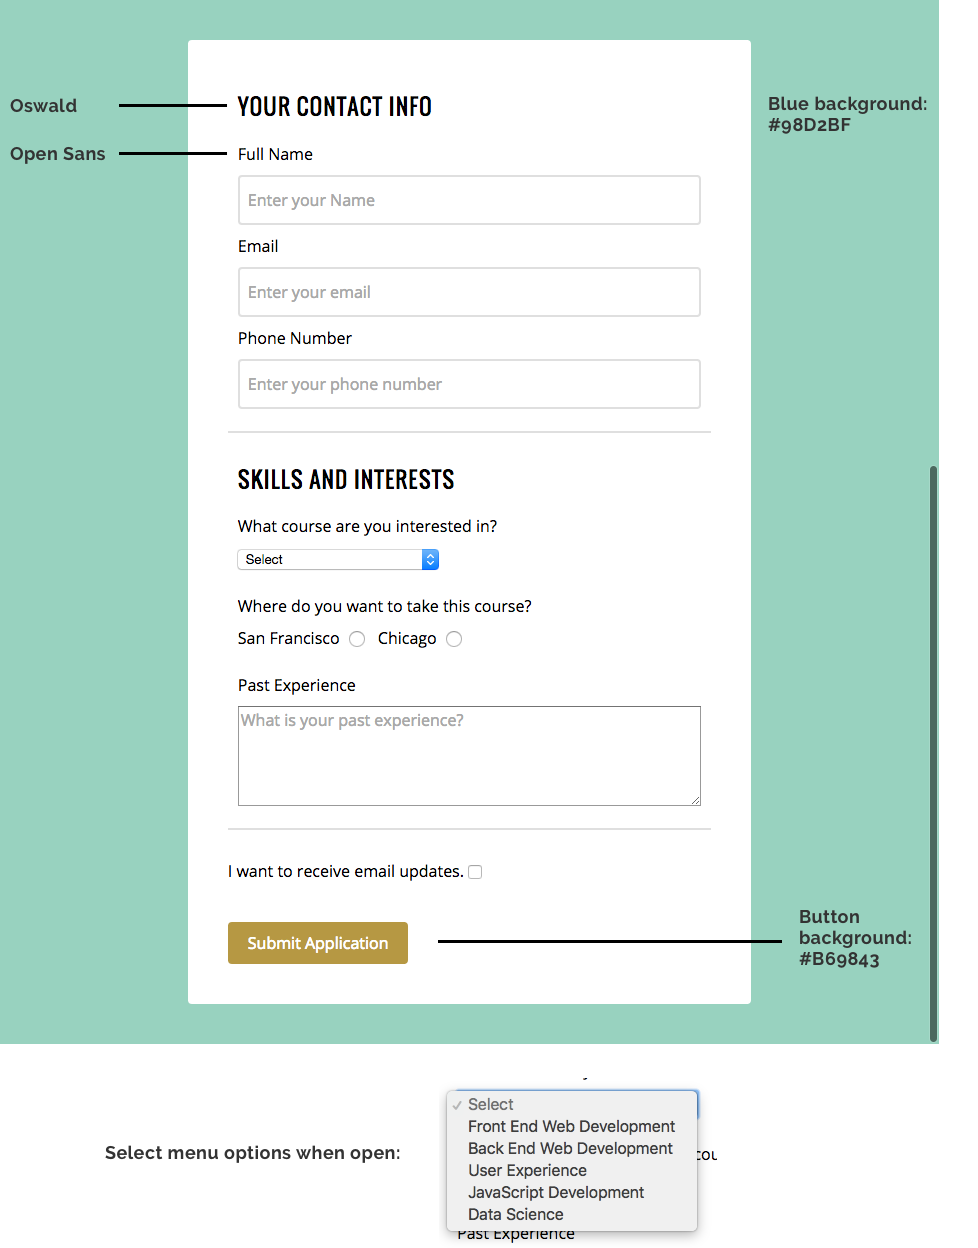 Oswald
YOUR CONTACT INFO
Blue background:
#98D2BF
Open Sans
Full Name
Enter your Name
Email
Enter your email
Phone Number
Enter your phone number
SKILLS AND INTERESTS
What course are you interested in?
Select
Where do you want to take this course?
San Francisco Chicago
Past Experience
What is your past experience?
I want to receive email updates.
Submit Application
Button
background:
#B69843
Select menu options when open:
✓ Select
Front End Web Development
Back End Web Development
User Experience
JavaScript Development
Data Science
cou
Past Experience